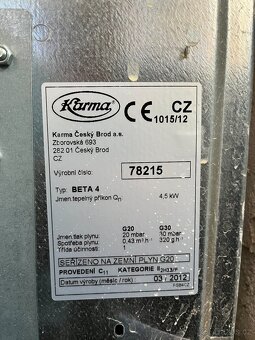 Karma
CE CZ
1015/12
Karma Český Brod a.s.
Zborovská 693
282 01 Český Brod
CZ
Výrobní číslo: 78215
Typ: BETA 4
Jmen.tepelný příkon Qn 4,5 kW
G20 G30
Jmen.tlak plynu: 20 mbar 30 mbar
Spotřeba plynu: 0,43 m³/h 320 g/h
Třída účinnosti: 1
SEŘÍZENO NA ZEMNÍ PLYN G20
PROVEDENÍ C11 KATEGORIE II2H3B/P
Datum výroby (měsíc / rok) 03 / 2012